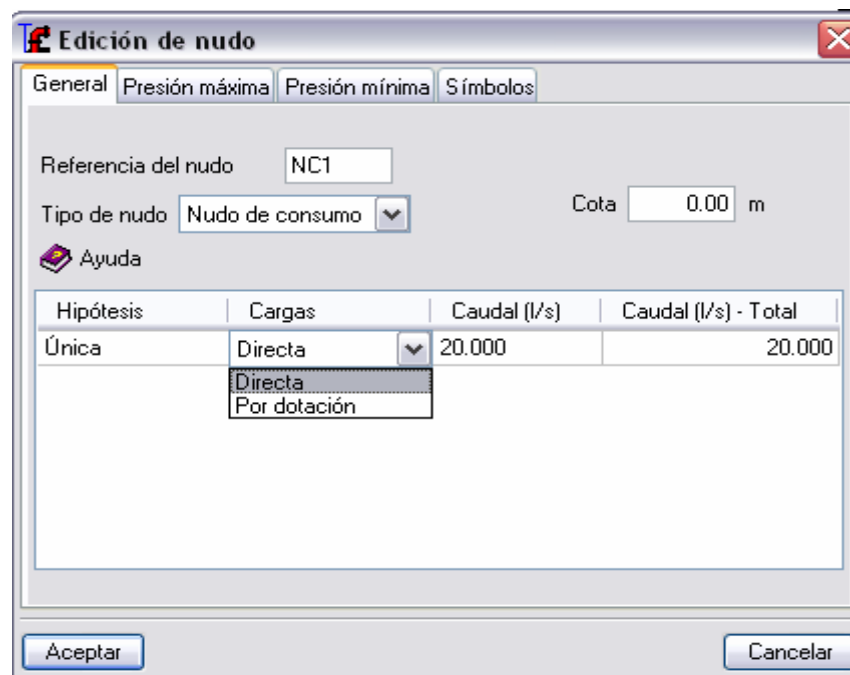 Edición de nudo
General Presión máxima Presión mínima Símbolos
Referencia del nudo NC1
Tipo de nudo Nudo de consumo Cota 0.00 m
Ayuda
Hipótesis Cargas Caudal (l/s) Caudal (l/s) - Total
Única Directa 20.000 20.000
Directa
Por dotación
Aceptar Cancelar